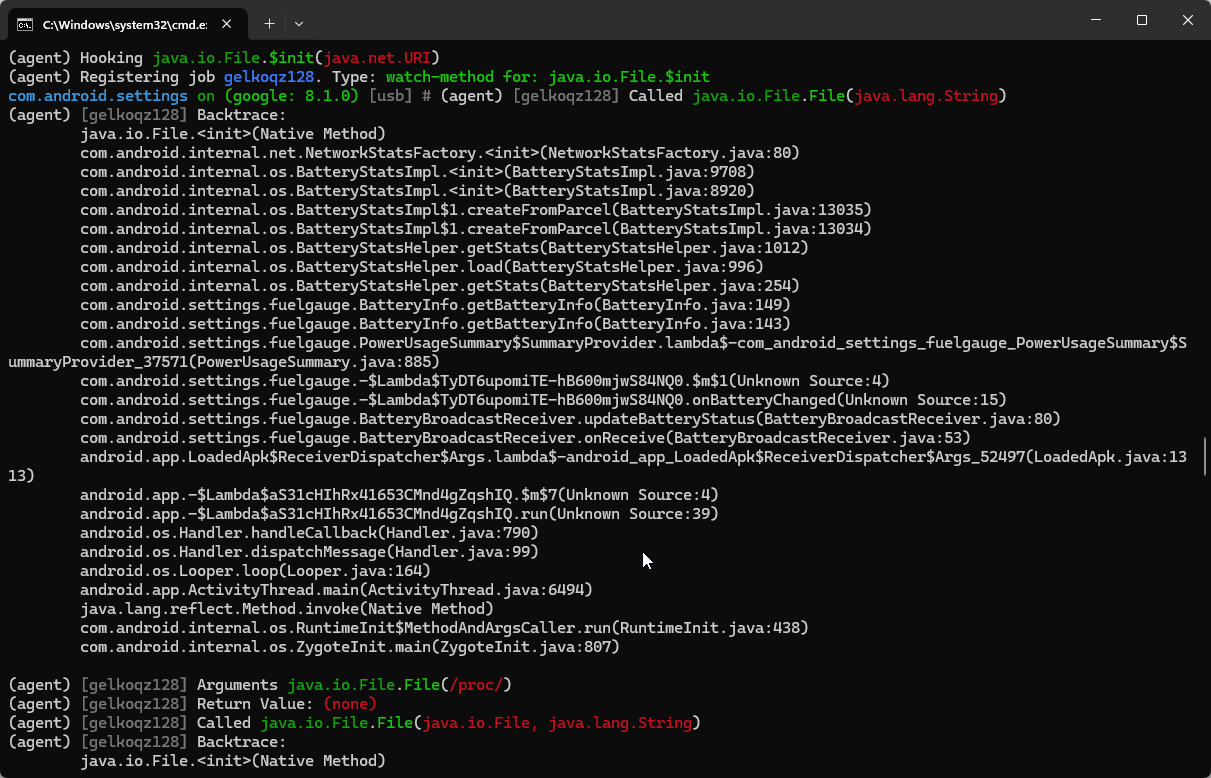 C:\Windows\system32\cmd.e:
(agent) Hooking java.io.File.$init(java.net.URI)
(agent) Registering job gelkoqz128. Type: watch-method for: java.io.File.$init
com.android.settings on (google: 8.1.0) [usb] # (agent) [gelkoqz128] Called java.io.File.File(java.lang.String)
(agent) [gelkoqz128] Backtrace:
java.io.File.<init>(Native Method)
com.android.internal.net.NetworkStatsFactory.<init>(NetworkStatsFactory.java:80)
com.android.internal.os.BatteryStatsImpl.<init>(BatteryStatsImpl.java:9708)
com.android.internal.os.BatteryStatsImpl.<init>(BatteryStatsImpl.java:8920)
com.android.internal.os.BatteryStatsImpl$1.createFromParcel(BatteryStatsImpl.java:13035)
com.android.internal.os.BatteryStatsImpl$1.createFromParcel(BatteryStatsImpl.java:13034)
com.android.internal.os.BatteryStatsHelper.getStats(BatteryStatsHelper.java:1012)
com.android.internal.os.BatteryStatsHelper.load(BatteryStatsHelper.java:996)
com.android.internal.os.BatteryStatsHelper.getStats(BatteryStatsHelper.java:254)
com.android.settings.fuelgauge.BatteryInfo.getBatteryInfo(BatteryInfo.java:149)
com.android.settings.fuelgauge.BatteryInfo.getBatteryInfo(BatteryInfo.java:143)
com.android.settings.fuelgauge.PowerUsageSummary$SummaryProvider.lambda$-com_android_settings_fuelgauge_PowerUsageSummary$S
ummaryProvider_37571(PowerUsageSummary.java:885)
com.android.settings.fuelgauge.-$Lambda$TyDT6upomiTE-hB600mjwS84NQ0.$m$1(Unknown Source:4)
com.android.settings.fuelgauge.-$Lambda$TyDT6upomiTE-hB600mjwS84NQ0.onBatteryChanged(Unknown Source:15)
com.android.settings.fuelgauge.BatteryBroadcastReceiver.updateBatteryStatus(BatteryBroadcastReceiver.java:80)
com.android.settings.fuelgauge.BatteryBroadcastReceiver.onReceive(BatteryBroadcastReceiver.java:53)
android.app.LoadedApk$ReceiverDispatcher$Args.lambda$-android_app_LoadedApk$ReceiverDispatcher$Args_52497(LoadedApk.java:13
13)
android.app.-$Lambda$aS31cHIhRx41653CMnd4gZqshIQ.$m$7(Unknown Source:4)
android.app.-$Lambda$aS31cHIhRx41653CMnd4gZqshIQ.run(Unknown Source:39)
android.os.Handler.handleCallback(Handler.java:790)
android.os.Handler.dispatchMessage(Handler.java:99)
android.os.Looper.loop(Looper.java:164)
android.app.ActivityThread.main(ActivityThread.java:6494)
java.lang.reflect.Method.invoke(Native Method)
com.android.internal.os.RuntimeInit$MethodAndArgsCaller.run(RuntimeInit.java:438)
com.android.internal.os.ZygoteInit.main(ZygoteInit.java:807)
(agent) [gelkoqz128] Arguments java.io.File.File(/proc/)
(agent) [gelkoqz128] Return Value: (none)
(agent) [gelkoqz128] Called java.io.File.File(java.io.File, java.lang.String)
(agent) [gelkoqz128] Backtrace:
java.io.File.<init>(Native Method)